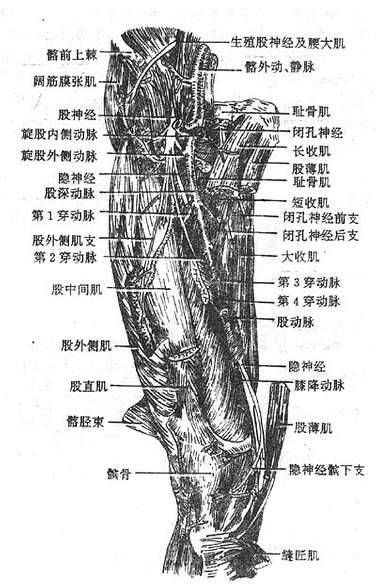 髂前上棘
阔筋膜张肌
股神经
旋股内侧动脉
旋股外侧动脉
隐神经
股深动脉
第1穿动脉
股外侧肌支
第2穿动脉
股中间肌
股外侧肌
股直肌
髂胫束
髌骨
生殖股神经及腰大肌
髂外动、静脉
耻骨肌
闭孔神经
长收肌
股薄肌
耻骨肌
短收肌
闭孔神经前支
闭孔神经后支
大收肌
第3穿动脉
第4穿动脉
股动脉
隐神经
膝降动脉
股薄肌
隐神经髌下支
缝匠肌